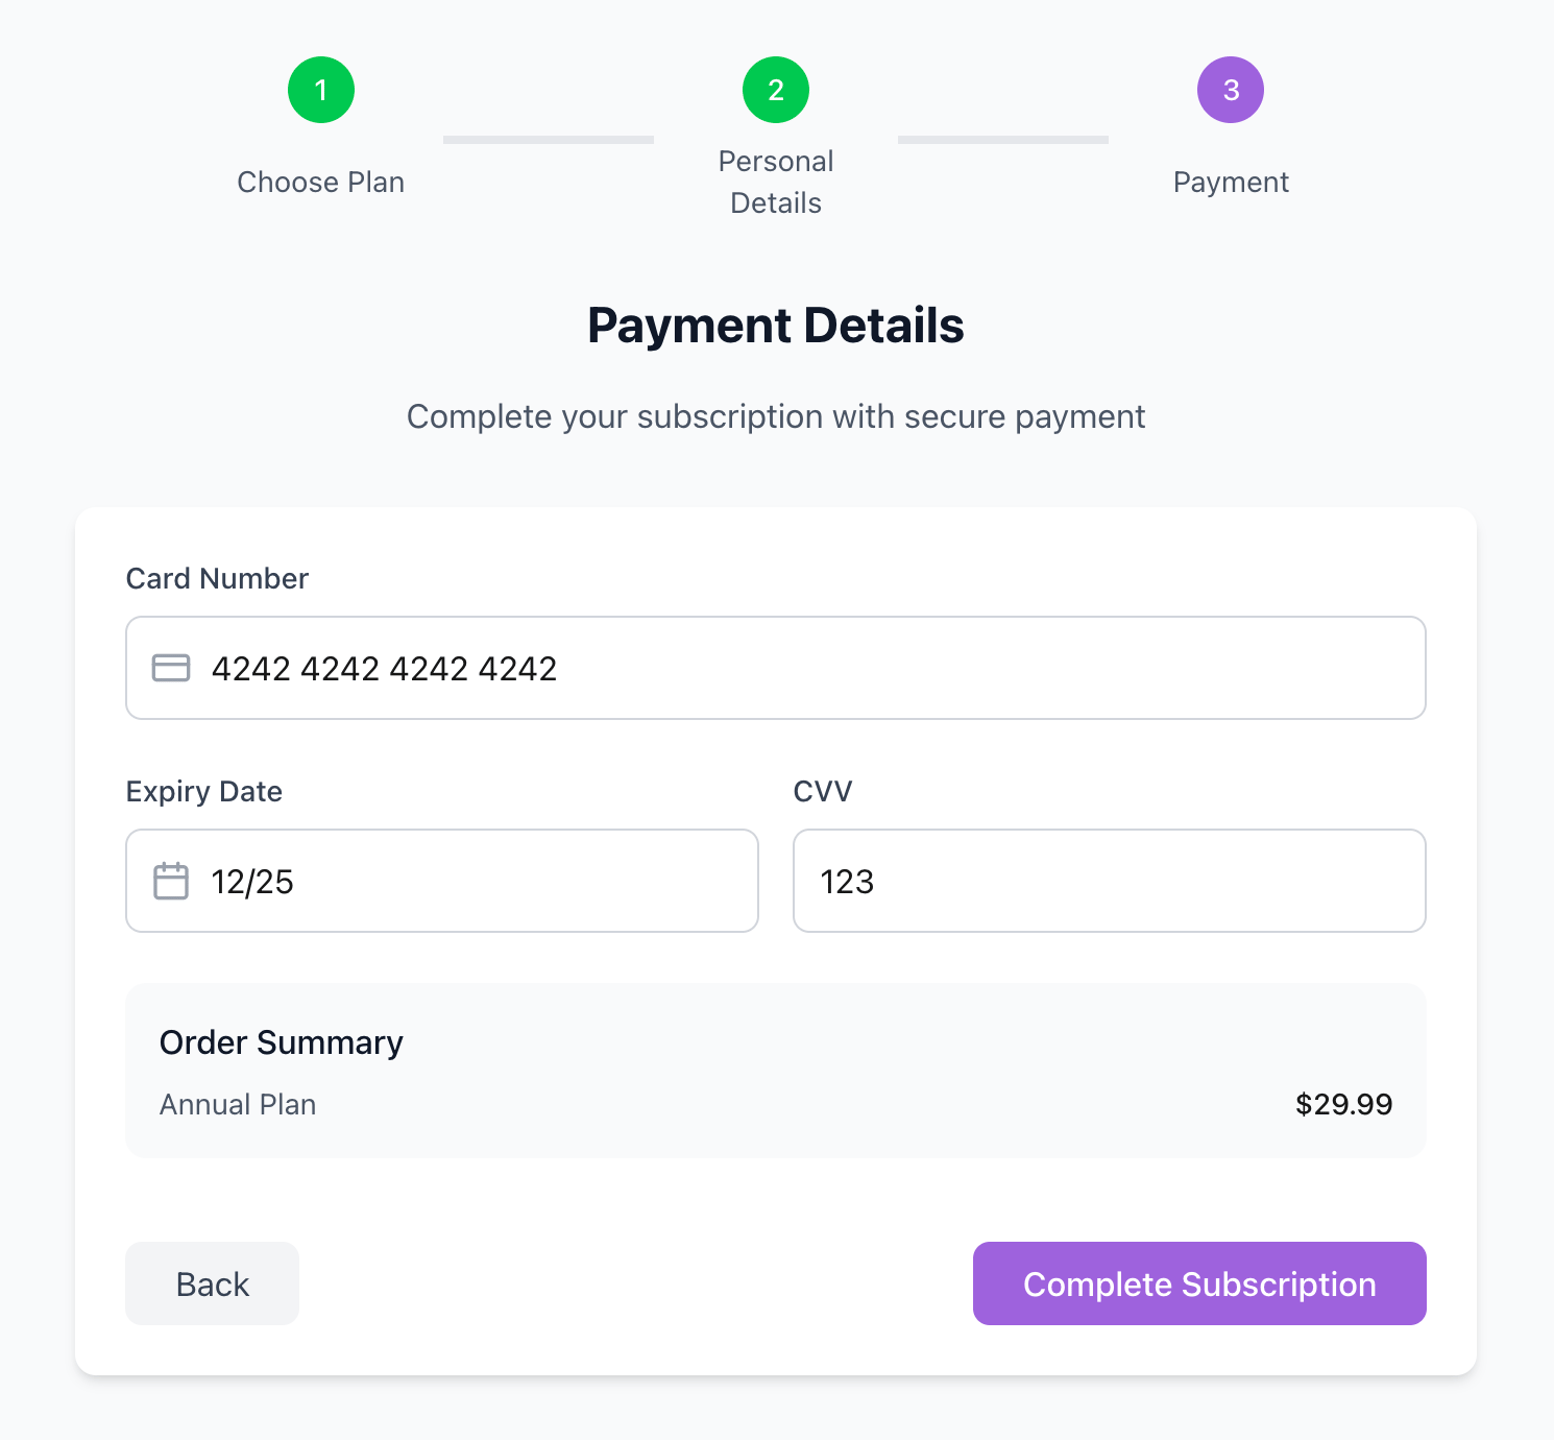 1
2
3
Choose Plan
Personal
Details
Payment
Payment Details
Complete your subscription with secure payment
Card Number
4242 4242 4242 4242
Expiry Date
CVV
12/25
123
Order Summary
Annual Plan
$29.99
Back
Complete Subscription